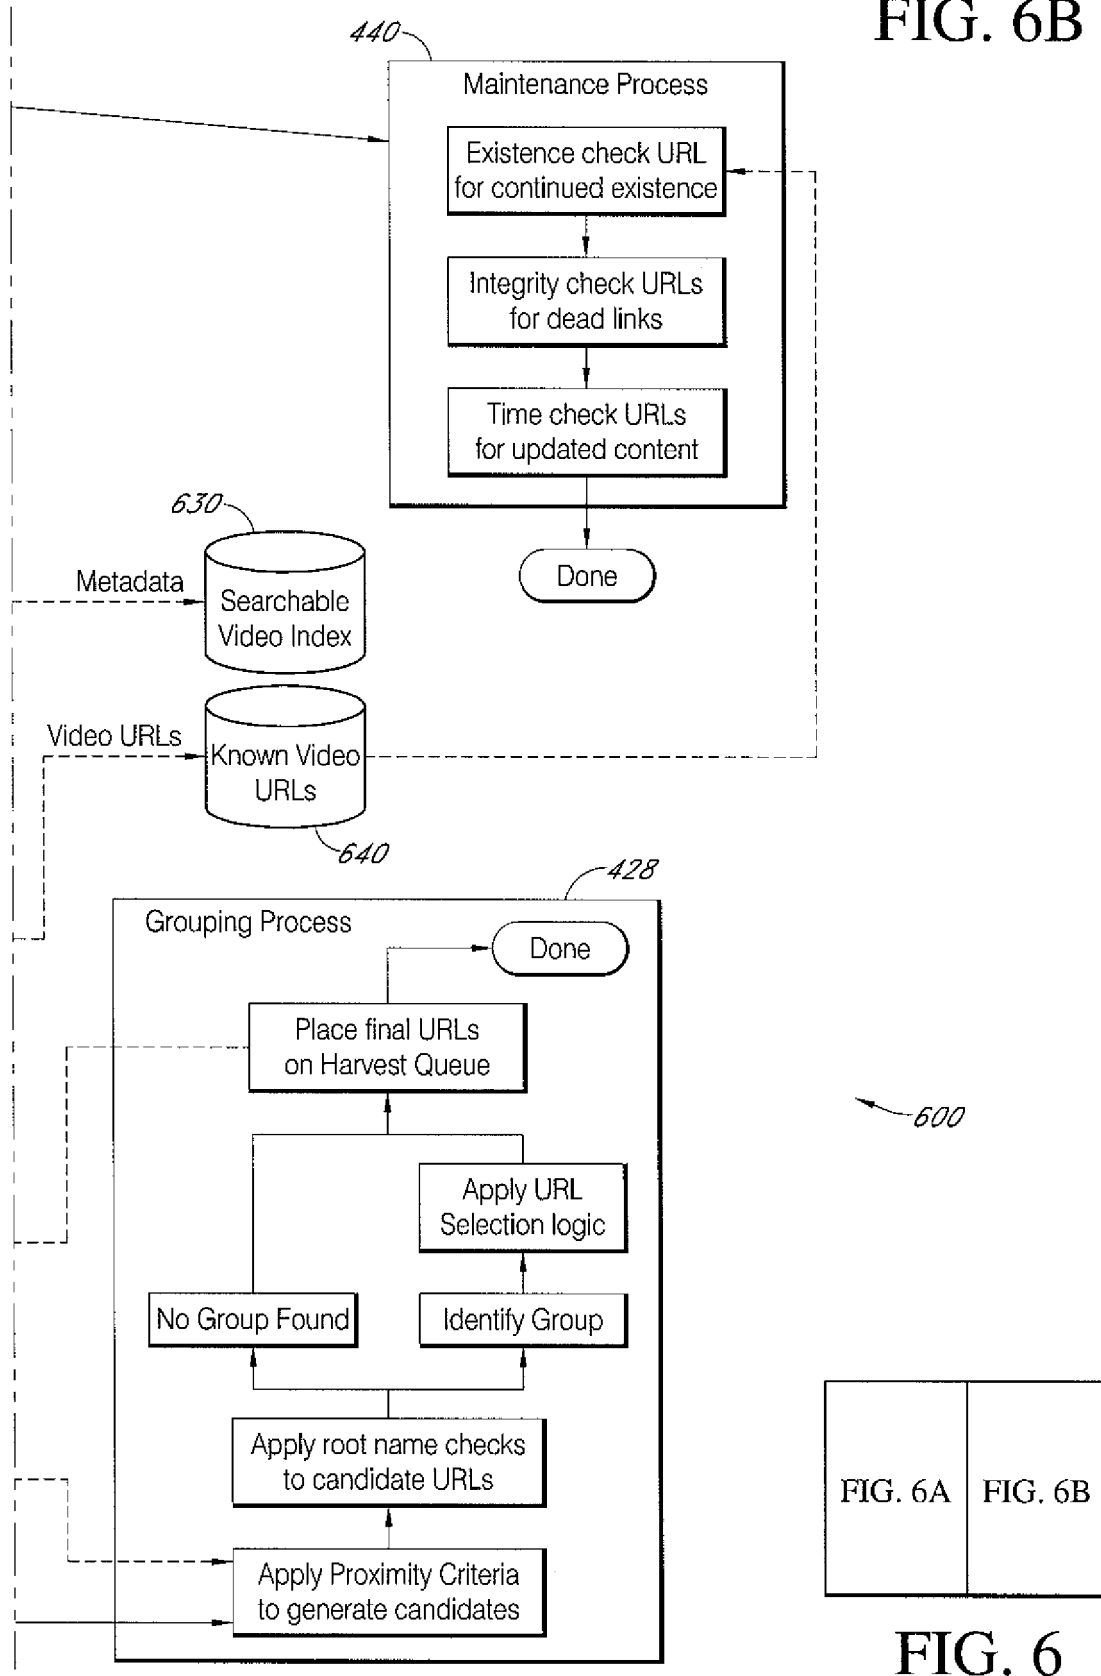 FIG. 6B
440
Maintenance Process
Existence check URL
for continued existence
Integrity check URLs
for dead links
Time check URLs
for updated content
Done
630
Metadata
Searchable
Video Index
Video URLs
Known Video
URLs
640
428
Grouping Process
Done
Place final URLs
on Harvest Queue
600
Apply URL
Selection logic
No Group Found
Identify Group
Apply root name checks
to candidate URLs
Apply Proximity Criteria
to generate candidates
FIG. 6A
FIG. 6B
FIG. 6